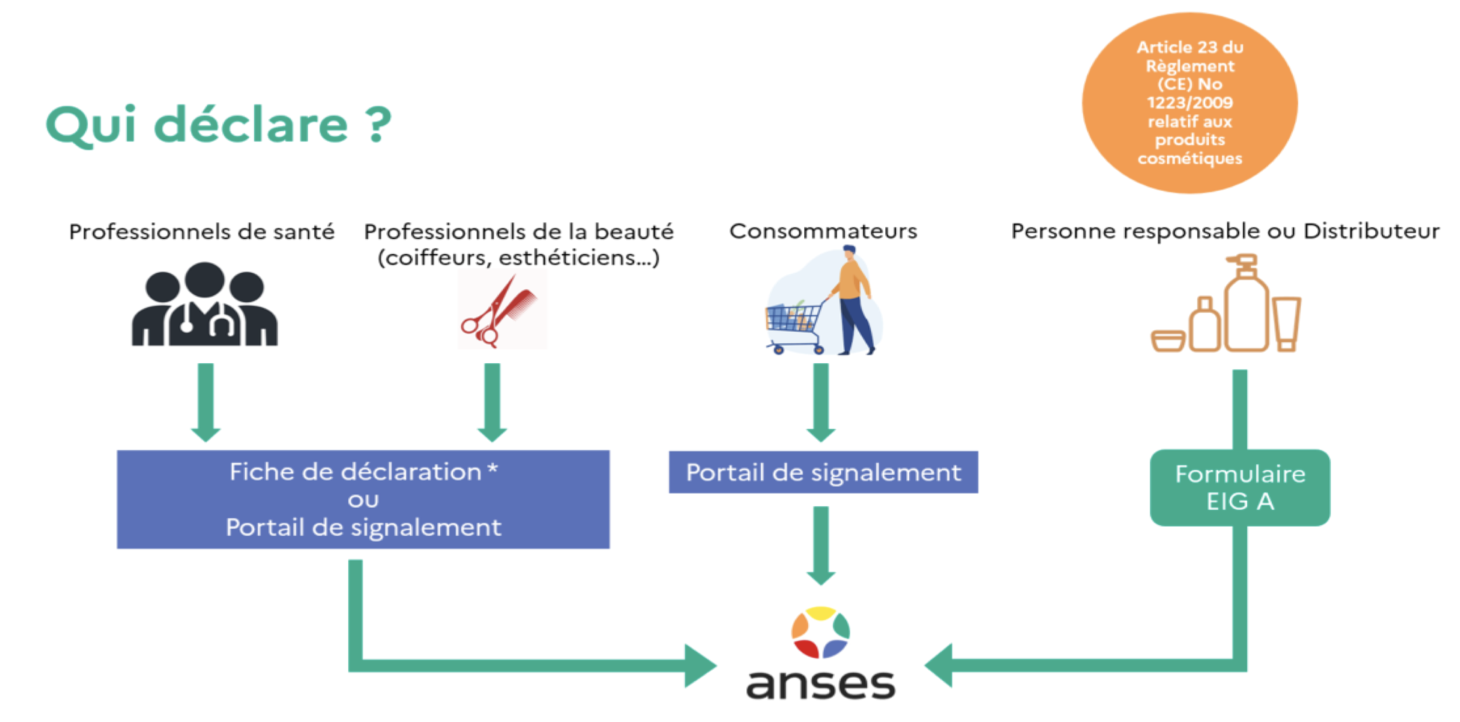 Article 23 du
Règlement
(CE) No
1223/2009
relatif aux
produits
cosmétiques
Qui déclare ?
Professionnels de santé
Professionnels de la beauté
(coiffeurs, esthéticiens...)
Consommateurs
Personne responsable ou Distributeur
Fiche de déclaration *
ou
Portail de signalement
Portail de signalement
Formulaire
EIG A
anses